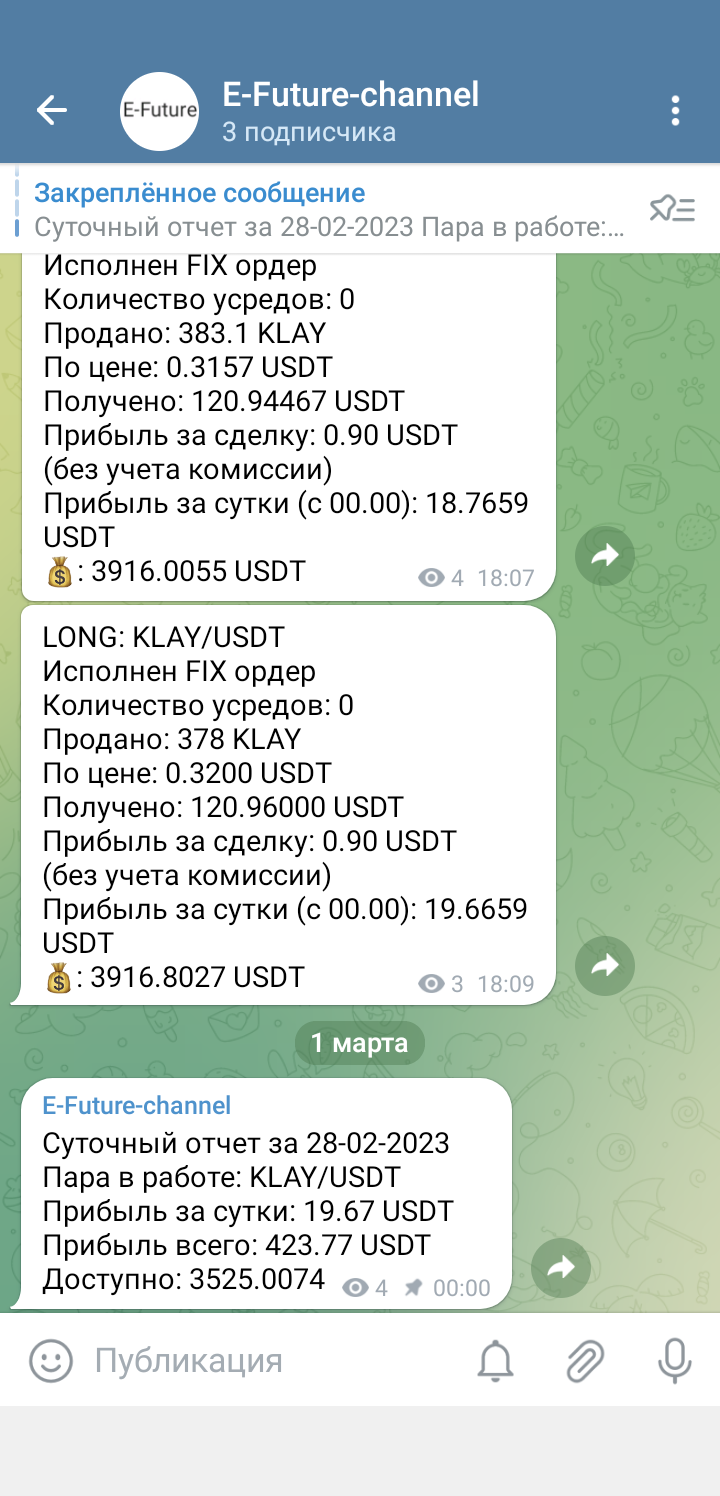 E-Future
E-Future-channel
3 подписчика
Закреплённое сообщение
Суточный отчет за 28-02-2023 Пара в работе:...
Исполнен FIX ордер
Количество усредов: 0
Продано: 383.1 KLAY
По цене: 0.3157 USDT
Получено: 120.94467 USDT
Прибыль за сделку: 0.90 USDT
(без учета комиссии)
Прибыль за сутки (с 00.00): 18.7659
USDT
💰: 3916.0055 USDT
4 18:07
LONG: KLAY/USDT
Исполнен FIX ордер
Количество усредов: 0
Продано: 378 KLAY
По цене: 0.3200 USDT
Получено: 120.96000 USDT
Прибыль за сделку: 0.90 USDT
(без учета комиссии)
Прибыль за сутки (с 00.00): 19.6659
USDT
💰: 3916.8027 USDT
3 18:09
1 марта
E-Future-channel
Суточный отчет за 28-02-2023
Пара в работе: KLAY/USDT
Прибыль за сутки: 19.67 USDT
Прибыль всего: 423.77 USDT
Доступно: 3525.0074
4 00:00
Публикация